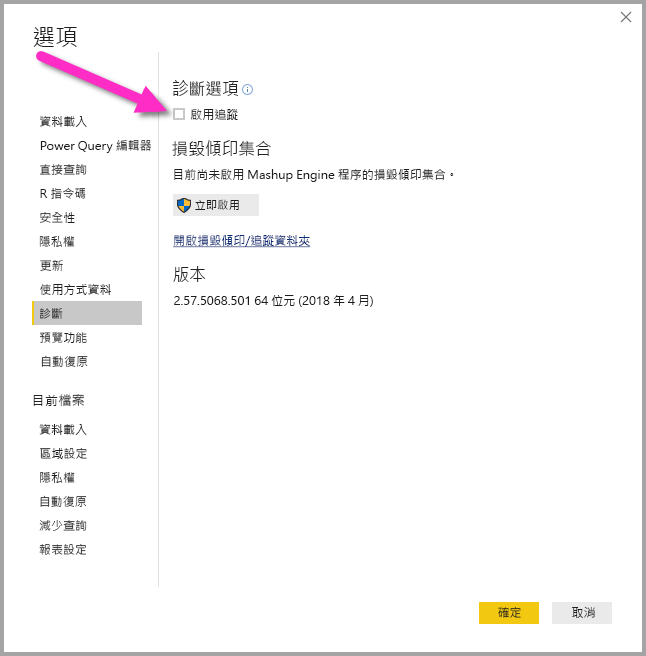 選項
資料載入
Power Query 編輯器
直接查詢
R 指令碼
安全性
隱私權
更新
使用方式資料
診斷
預覽功能
自動復原
目前檔案
資料載入
區域設定
隱私權
自動復原
減少查詢
報表設定
診斷選項
啟用追蹤
損毀傾印集合
目前尚未啟用 Mashup Engine 程序的損毀傾印集合。
立即啟用
開啟損毀傾印/追蹤資料夾
版本
2.57.5068.501 64 位元 (2018 年 4 月)
確定
取消